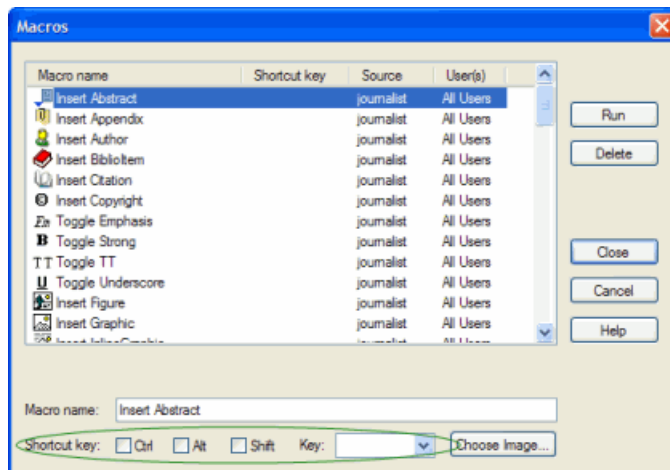 Macros
Macro name Shortcut key Source User(s)
Insert Abstract journalist All Users
Insert Appendix journalist All Users
Run
Insert Author journalist All Users
Insert BiblioItem journalist All Users
Delete
Insert Citation journalist All Users
Insert Copyright journalist All Users
Em Toggle Emphasis journalist All Users
B Toggle Strong journalist All Users
Close
TT Toggle TT journalist All Users
U Toggle Underscore journalist All Users
Cancel
Insert Figure journalist All Users
Insert Graphic journalist All Users
Help
Macro name: Insert Abstract
Shortcut key: Ctrl Alt Shift Key: Choose Image...